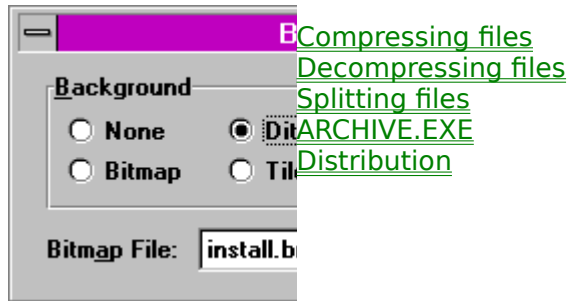 Background
None
Bitmap
Bitmap File:
Compressing files
Decompressing files
Splitting files
ARCHIVE.EXE
Distribution